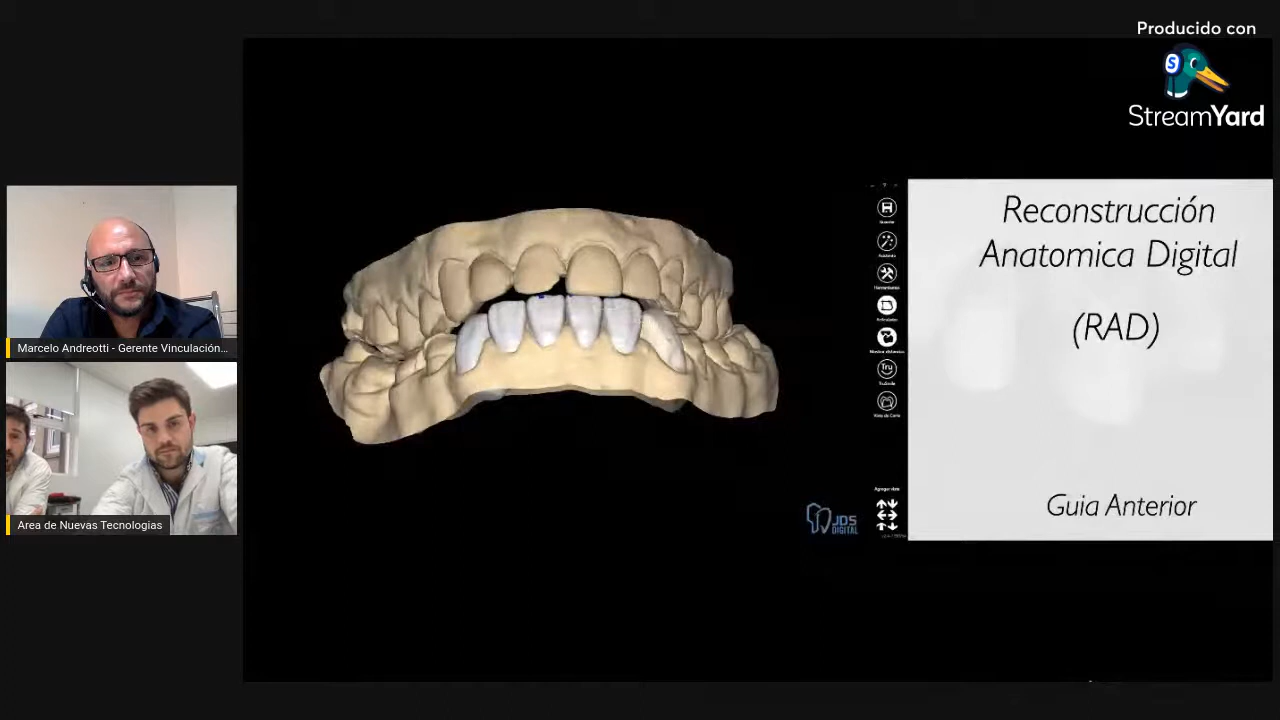 Producido con
StreamYard
Reconstrucción
Anatomica Digital
(RAD)
Guia Anterior
Tru
JDS
DIGITAL
Marcelo Andreotti - Gerente Vinculación...
Area de Nuevas Tecnologias